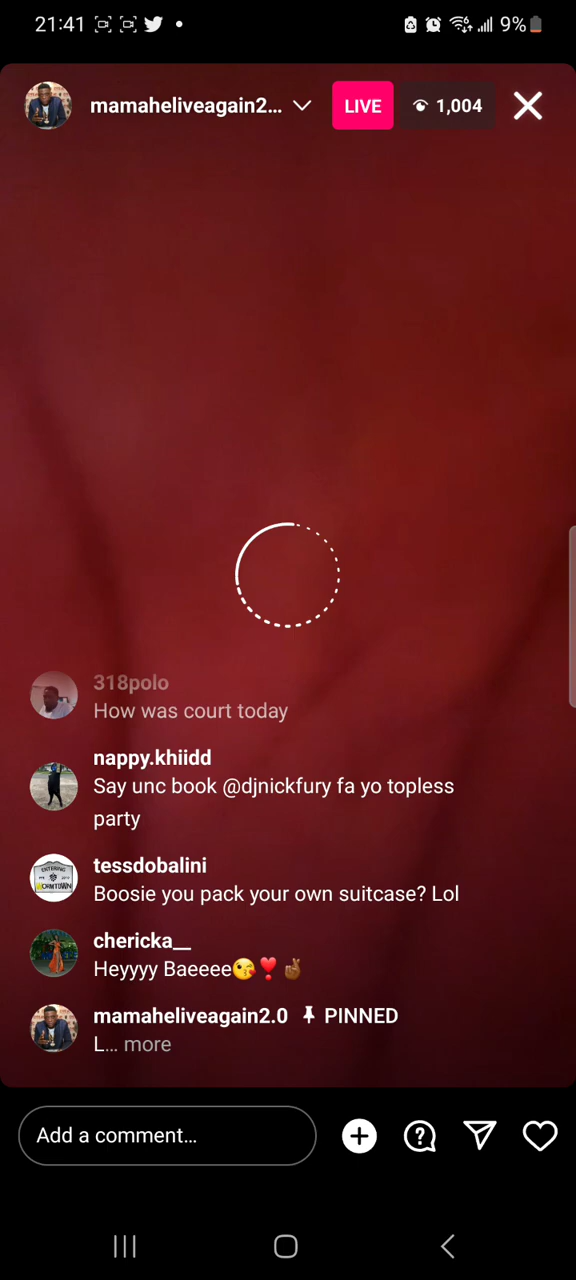 21:41 9%
mamaheliveagain2... LIVE 1,004
318polo
How was court today
nappy.khiidd
Say unc book @djnickfury fa yo topless
party
tessdobalini
Boosie you pack your own suitcase? Lol
chericka__
Heyyyy Baeeee😘❣️🤞🏾
mamaheliveagain2.0 PINNED
L... more
Add a comment...